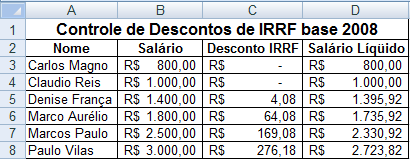 A B C D
1 Controle de Descontos de IRRF base 2008
2 Nome Salário Desconto IRRF Salário Líqüido
3 Carlos Magno R$ 800,00 R$ - R$ 800,00
4 Claudio Reis R$ 1.000,00 R$ - R$ 1.000,00
5 Denise França R$ 1.400,00 R$ 4,08 R$ 1.395,92
6 Marco Aurélio R$ 1.800,00 R$ 64,08 R$ 1.735,92
7 Marcos Paulo R$ 2.500,00 R$ 169,08 R$ 2.330,92
8 Paulo Vilas R$ 3.000,00 R$ 276,18 R$ 2.723,82